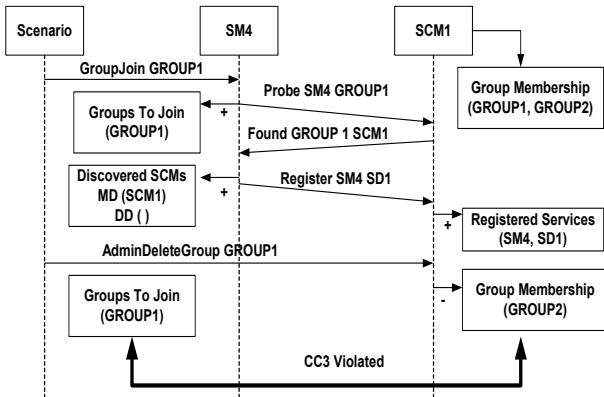 Scenario
SM4
SCM1
GroupJoin GROUP1
Group Membership
(GROUP1, GROUP2)
Probe SM4 GROUP1
Groups To Join
(GROUP1)
+
Found GROUP 1 SCM1
Discovered SCMs
MD (SCM1)
DD ( )
+
Register SM4 SD1
+
Registered Services
(SM4, SD1)
AdminDeleteGroup GROUP1
Groups To Join
(GROUP1)
-
Group Membership
(GROUP2)
CC3 Violated